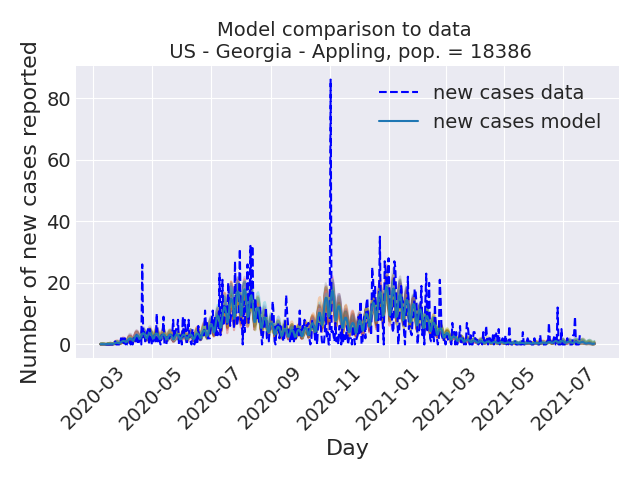 Model comparison to data
US - Georgia - Appling, pop. = 18386
Number of new cases reported
80
60
40
20
0
new cases data
new cases model
2020-03
2020-05
2020-07
2020-09
2020-11
2021-01
2021-03
2021-05
2021-07
Day